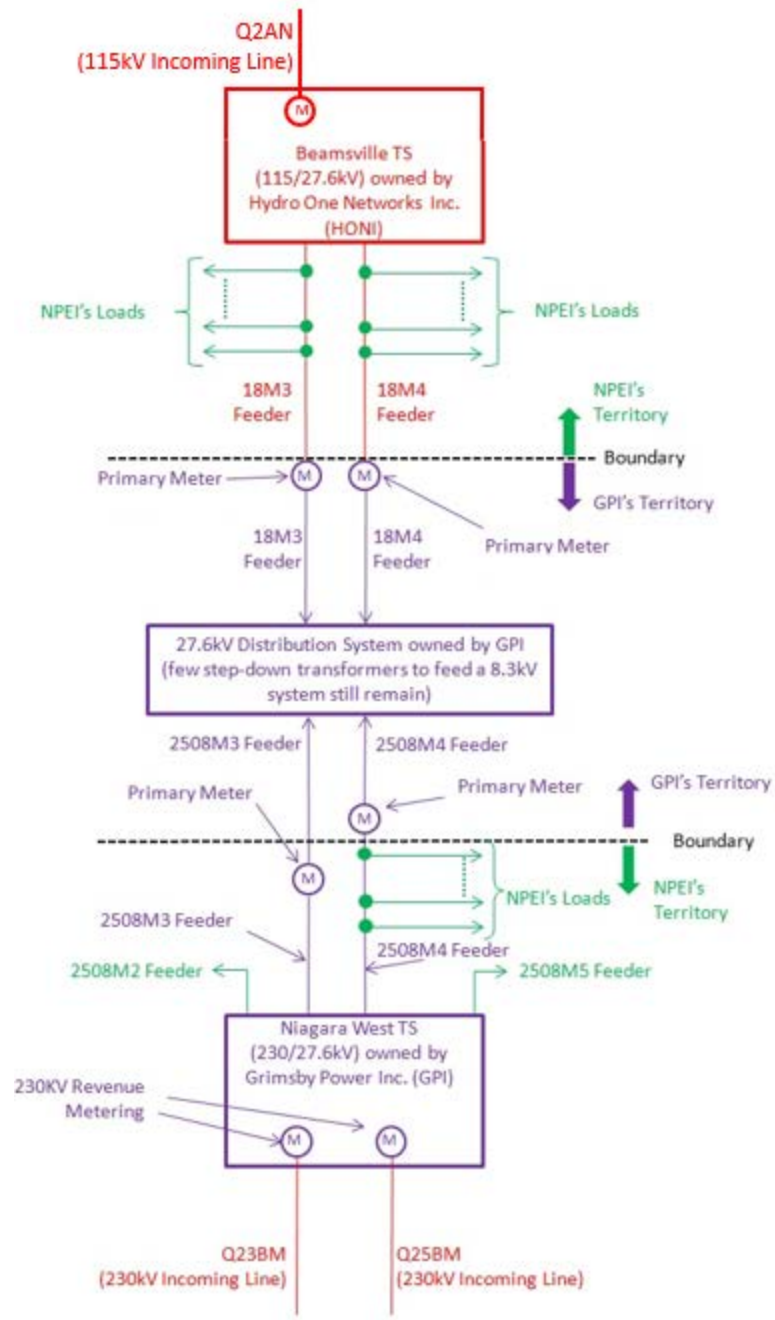 Q2AN
(115kV Incoming Line)
M
Beamsville TS
(115/27.6kV) owned by
Hydro One Networks Inc.
(HONI)
NPEI's Loads
NPEI's Loads
18M3
Feeder
18M4
Feeder
NPEI's
Territory
Boundary
GPI's Territory
Primary Meter
M
M
Primary Meter
18M3
Feeder
18M4
Feeder
27.6kV Distribution System owned by GPI
(few step-down transformers to feed a 8.3kV
system still remain)
2508M3 Feeder
2508M4 Feeder
Primary Meter
Primary Meter
M
GPI's Territory
Boundary
M
NPEI's Loads
NPEI's
Territory
2508M3 Feeder
2508M4 Feeder
2508M2 Feeder
2508M5 Feeder
Niagara West TS
(230/27.6kV) owned by
Grimsby Power Inc. (GPI)
230KV Revenue
Metering
M
M
Q23BM
(230kV Incoming Line)
Q25BM
(230kV Incoming Line)